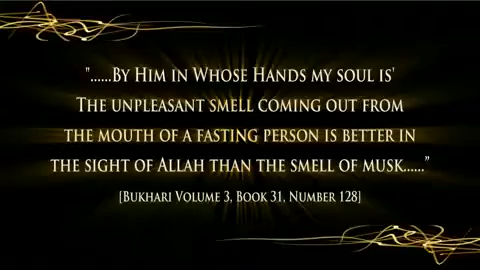 "......By Him in Whose Hands my soul is'
The unpleasant smell coming out from
the mouth of a fasting person is better in
the sight of Allah than the smell of musk......"
[Bukhari Volume 3, Book 31, Number 128]